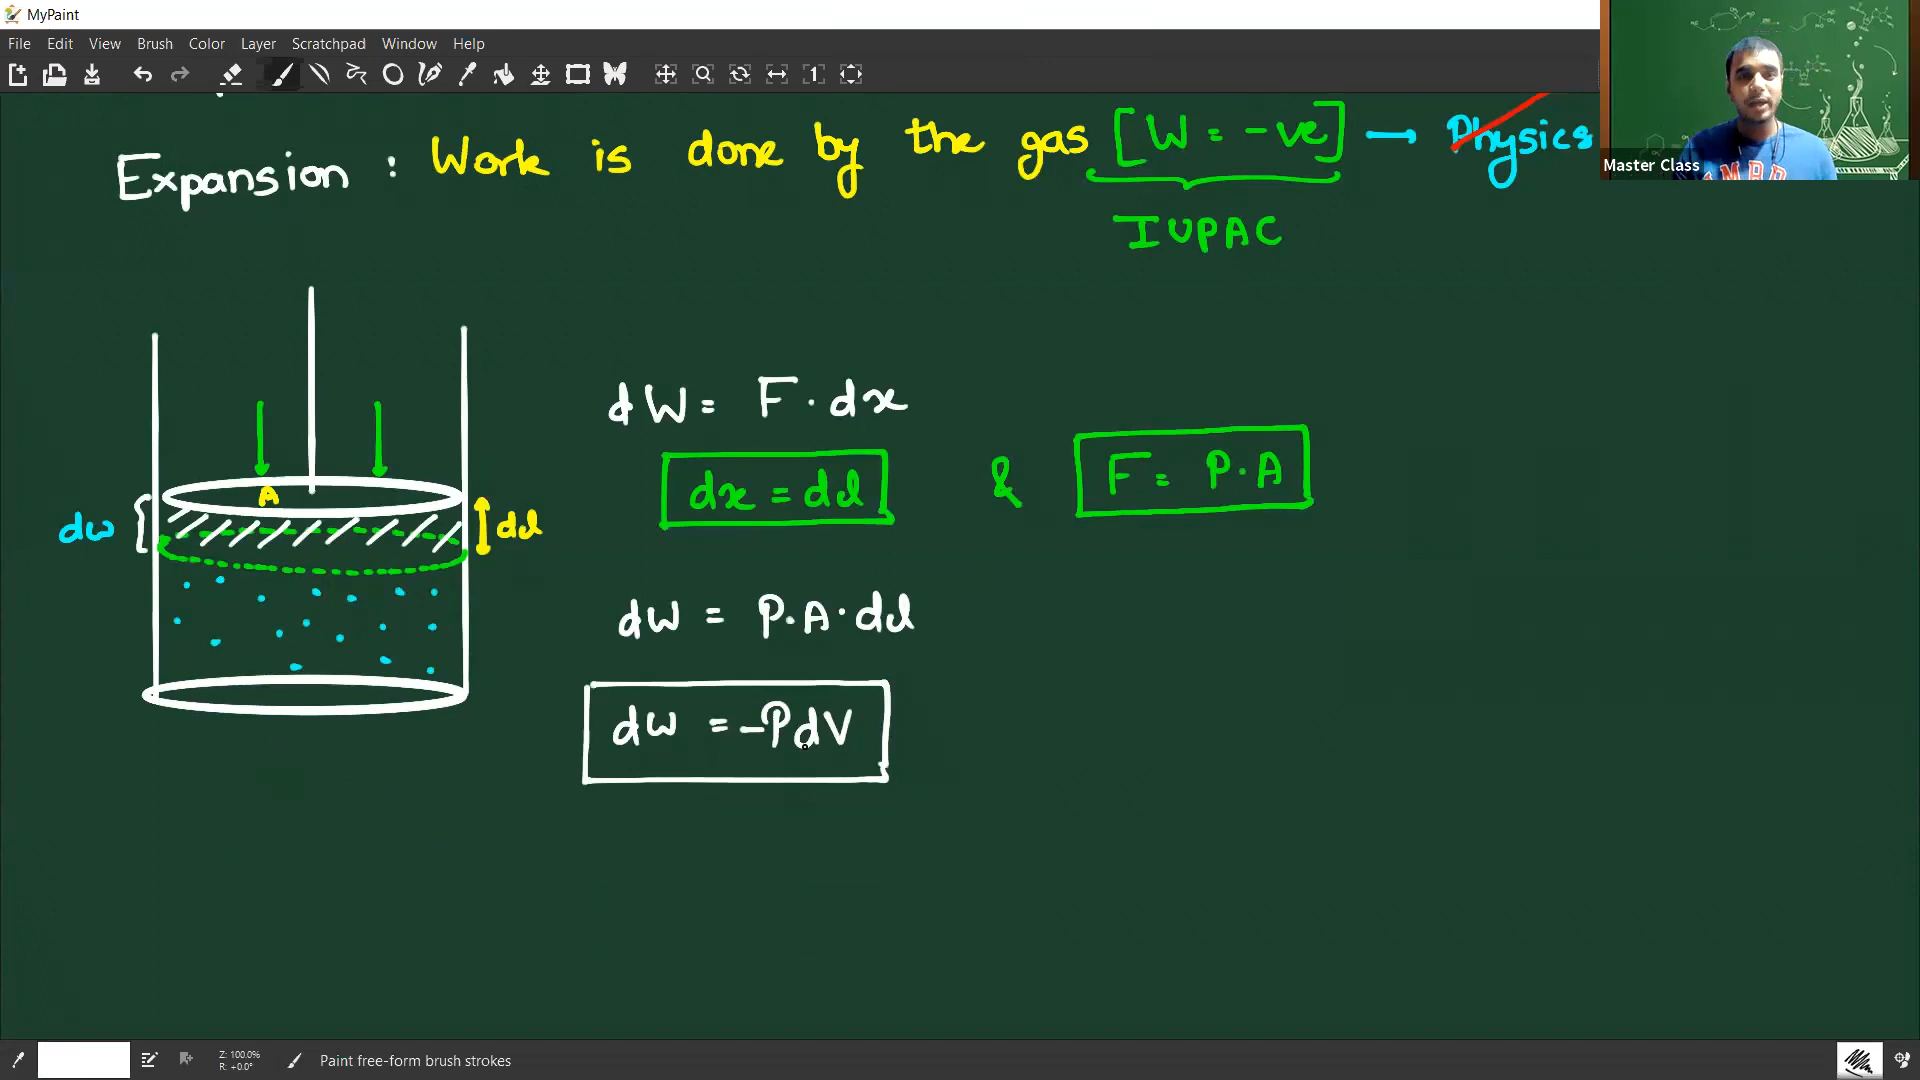 MyPaint
File Edit View Brush Color Layer Scratchpad Window Help
Expansion : Work is done by the gas [W = -ve] → Physics
Master Class
IUPAC
dW = F · dx
dx = dl & F = P·A
A
dw
dl
dW = P·A·dl
dw = -PdV
Z: 100.0%
R: +0.0°
Paint free-form brush strokes